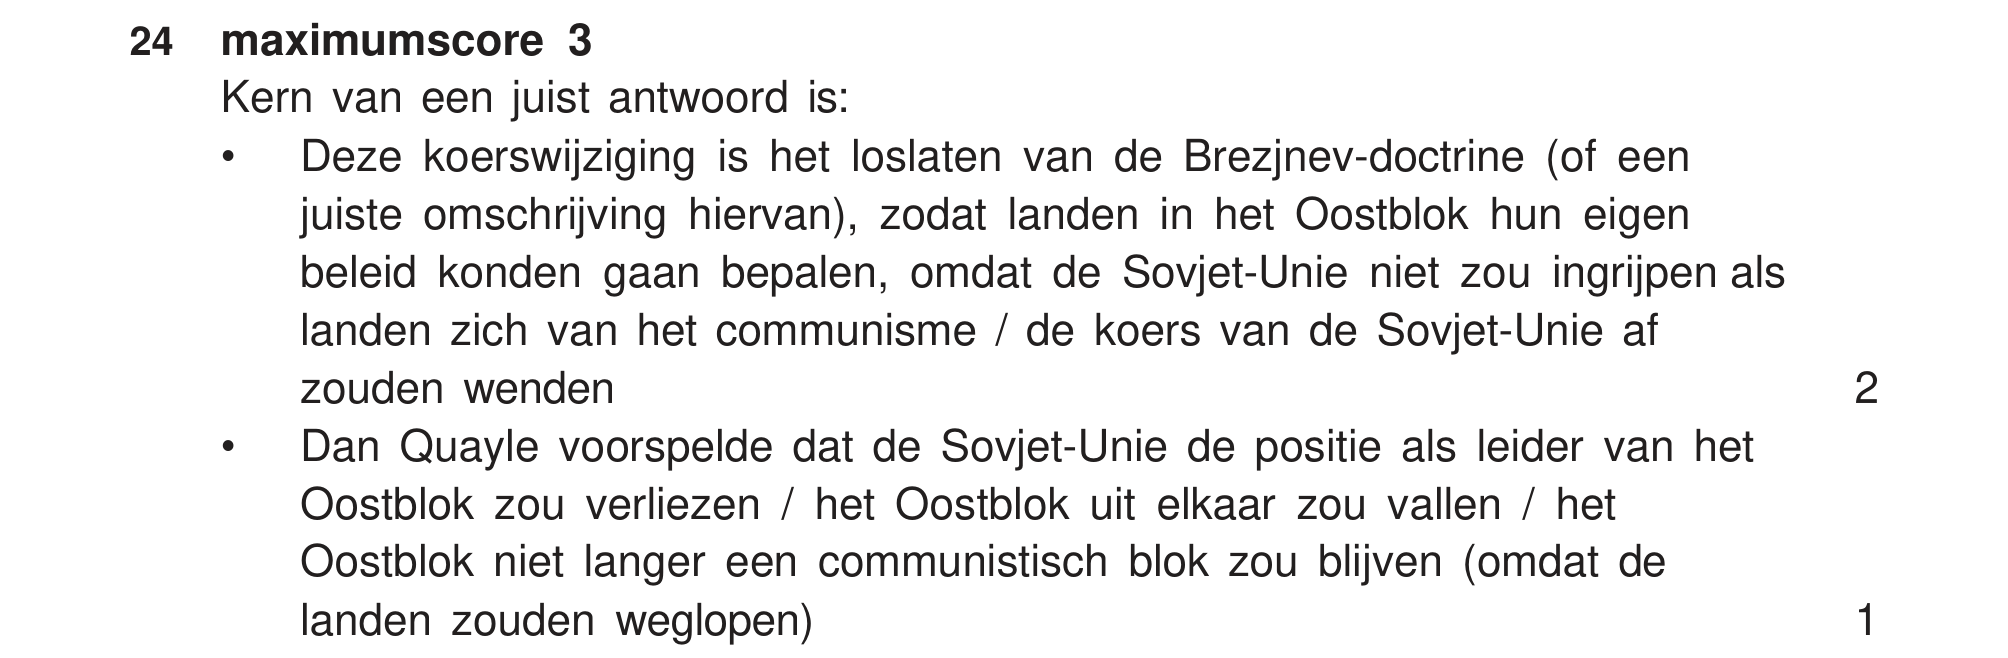 24 maximumscore 3
Kern van een juist antwoord is:
• Deze koerswijziging is het loslaten van de Brezjnev-doctrine (of een
juiste omschrijving hiervan), zodat landen in het Oostblok hun eigen
beleid konden gaan bepalen, omdat de Sovjet-Unie niet zou ingrijpen als
landen zich van het communisme / de koers van de Sovjet-Unie af
zouden wenden 2
• Dan Quayle voorspelde dat de Sovjet-Unie de positie als leider van het
Oostblok zou verliezen / het Oostblok uit elkaar zou vallen / het
Oostblok niet langer een communistisch blok zou blijven (omdat de
landen zouden weglopen) 1